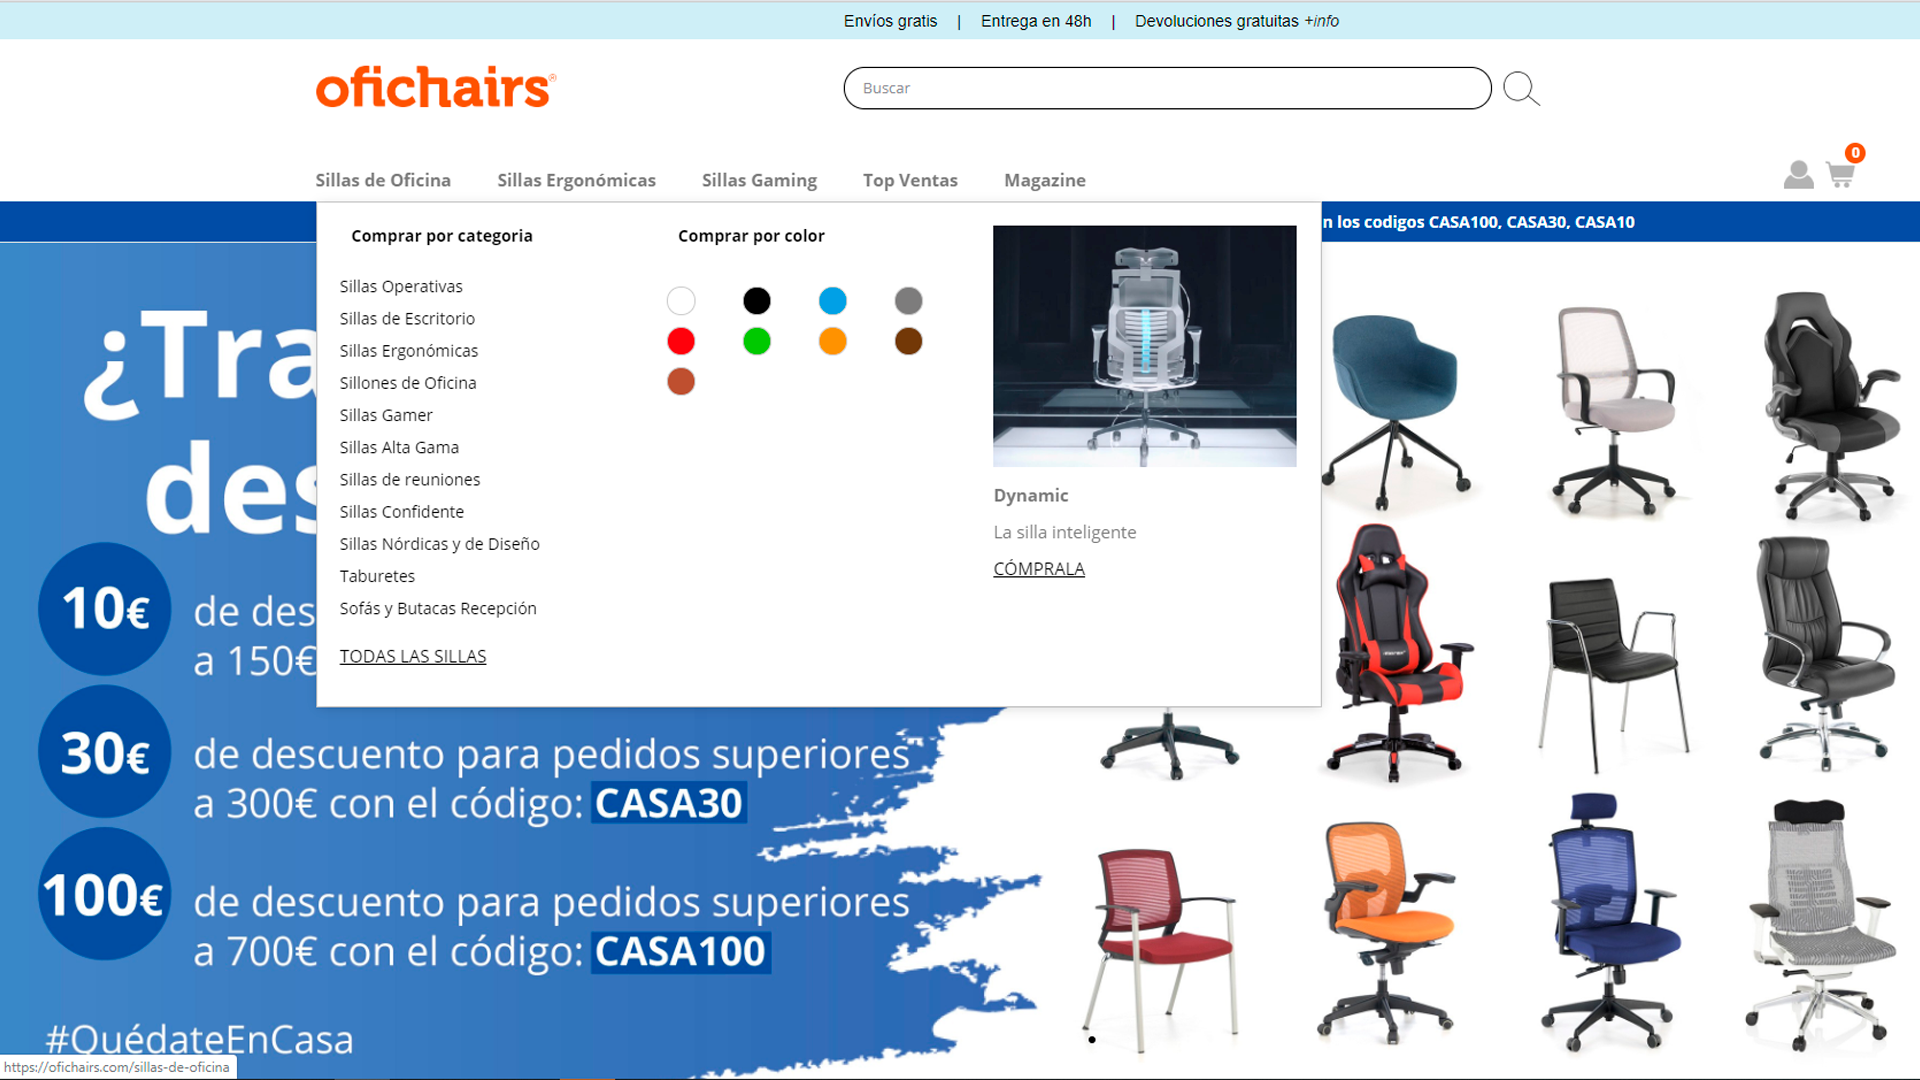 Envíos gratis | Entrega en 48h | Devoluciones gratuitas +info
ofichairs®
Buscar
0
Sillas de Oficina Sillas Ergonómicas Sillas Gaming Top Ventas Magazine
n los codigos CASA100, CASA30, CASA10
Comprar por categoria
Sillas Operativas
Sillas de Escritorio
Sillas Ergonómicas
Sillones de Oficina
Sillas Gamer
Sillas Alta Gama
Sillas de reuniones
Sillas Confidente
Sillas Nórdicas y de Diseño
Taburetes
Sofás y Butacas Recepción
TODAS LAS SILLAS
Comprar por color
Dynamic
La silla inteligente
CÓMPRALA
¿Tra
des
10€ de des
a 150€
30€ de descuento para pedidos superiores
a 300€ con el código: CASA30
100€ de descuento para pedidos superiores
a 700€ con el código: CASA100
#QuédateEnCasa
https://ofichairs.com/sillas-de-oficina